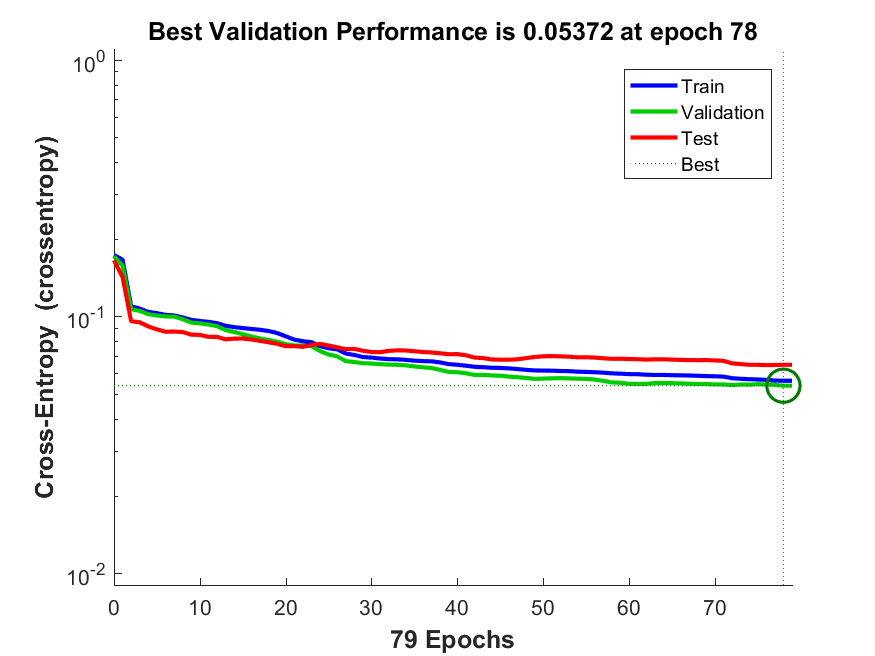 Best Validation Performance is 0.05372 at epoch 78
Cross-Entropy (crossentropy)
10^0
10^-1
10^-2
Train
Validation
Test
Best
0 10 20 30 40 50 60 70
79 Epochs